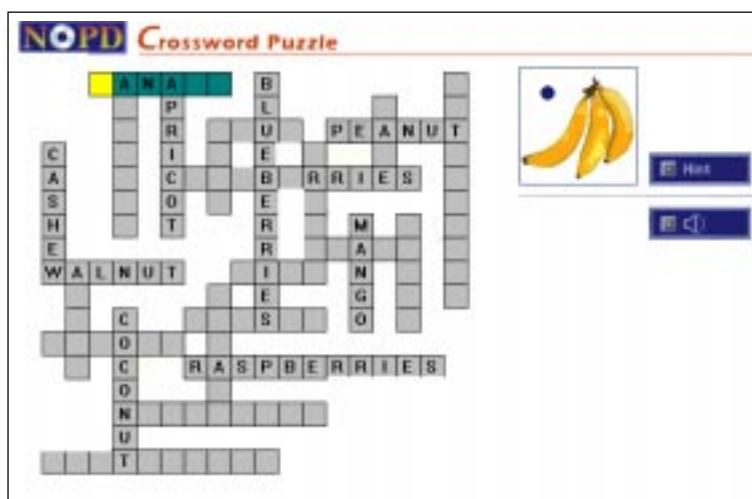 NOPD Crossword Puzzle
ANA
APRICOT
BLUEBERRIES
PEANUT
CASHEW
RRIES
MANGO
WALNUT
COCONUT
RASPBERRIES
Hint